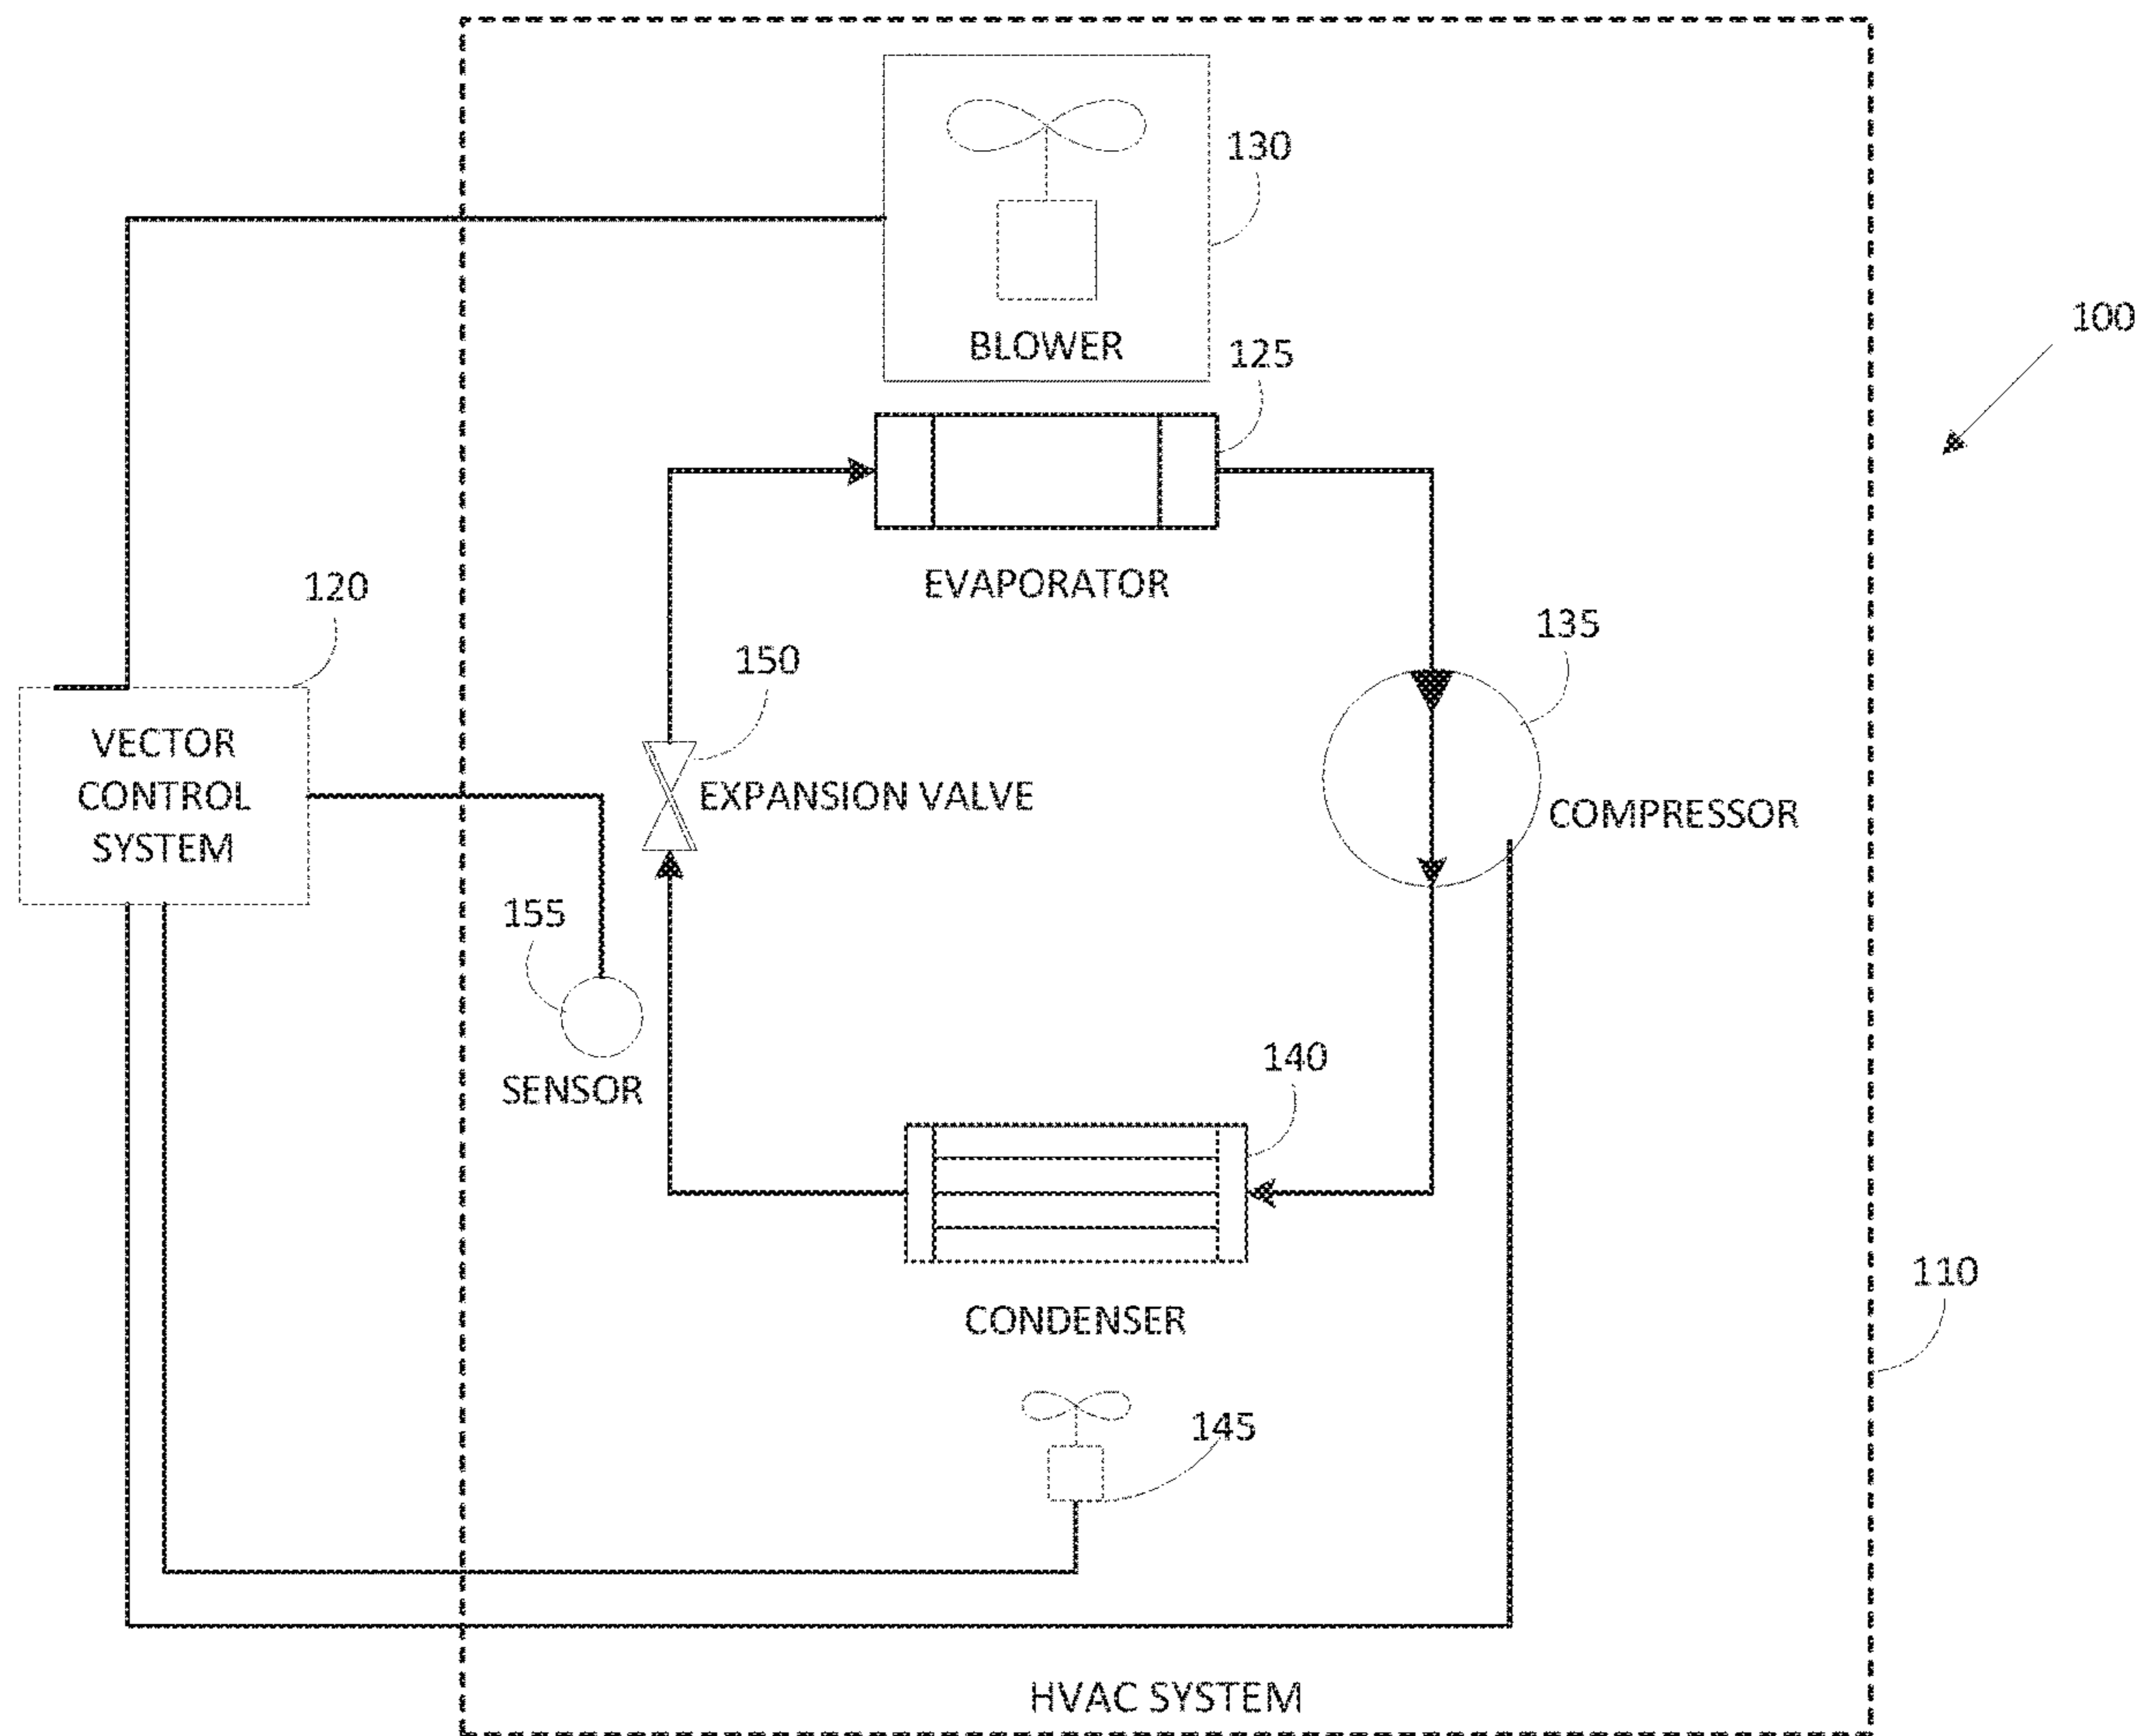 130
BLOWER
125
100
EVAPORATOR
120
135
150
VECTOR
CONTROL
SYSTEM
EXPANSION VALVE
COMPRESSOR
155
SENSOR
140
110
CONDENSER
145
HVAC SYSTEM